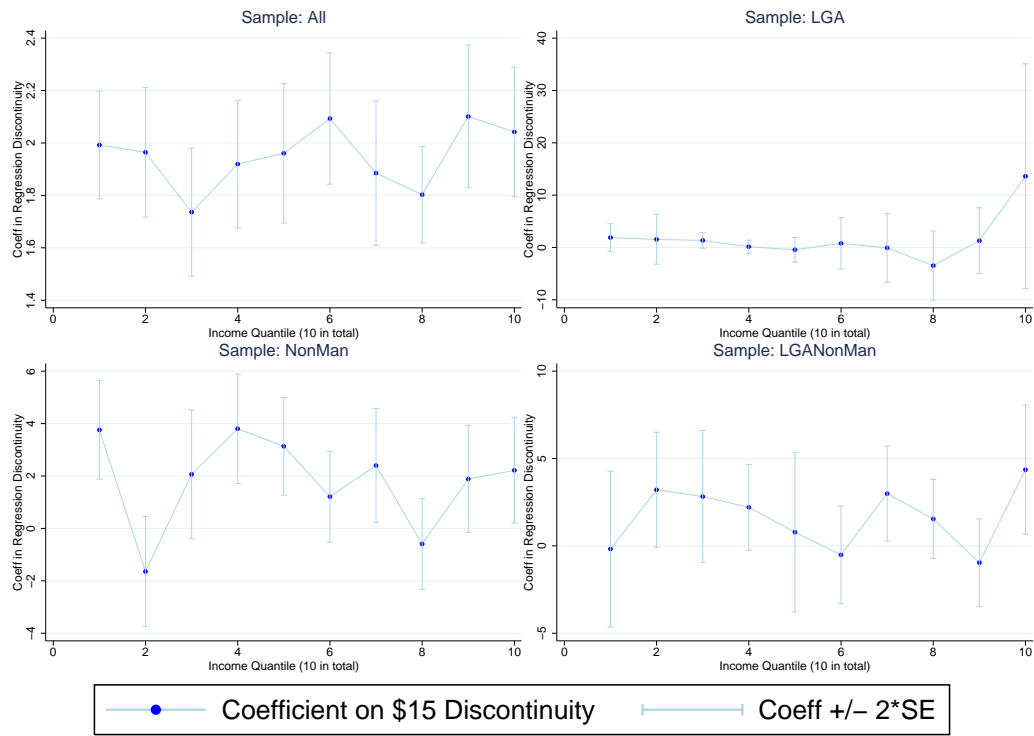 Sample: All
Coeff in Regression Discontinuity
2.4
2.2
2
1.8
1.6
1.4
0 2 4 6 8 10
Income Quantile (10 in total)
Sample: LGA
Coeff in Regression Discontinuity
40
30
20
10
0
−10
0 2 4 6 8 10
Income Quantile (10 in total)
Sample: NonMan
Coeff in Regression Discontinuity
6
4
2
0
−2
−4
0 2 4 6 8 10
Income Quantile (10 in total)
Sample: LGANonMan
Coeff in Regression Discontinuity
10
5
0
−5
0 2 4 6 8 10
Income Quantile (10 in total)
Coefficient on $15 Discontinuity Coeff +/− 2*SE